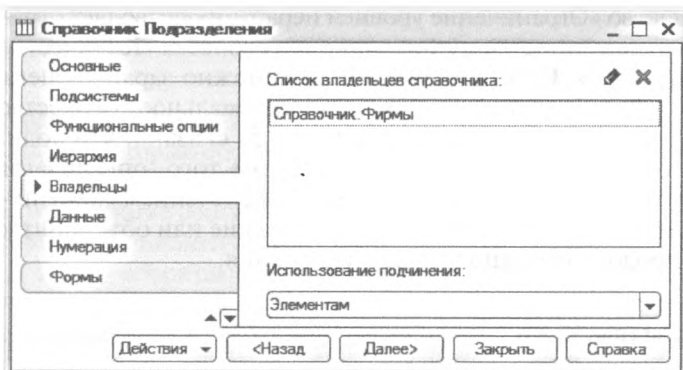 Справочник Подразделения
Основные
Подсистемы
Функциональные опции
Иерархия
Владельцы
Данные
Нумерация
Формы
Список владельцев справочника:
Справочник.Фирмы
Использование подчинения:
Элементам
Действия
<Назад
Далее>
Закрыть
Справка